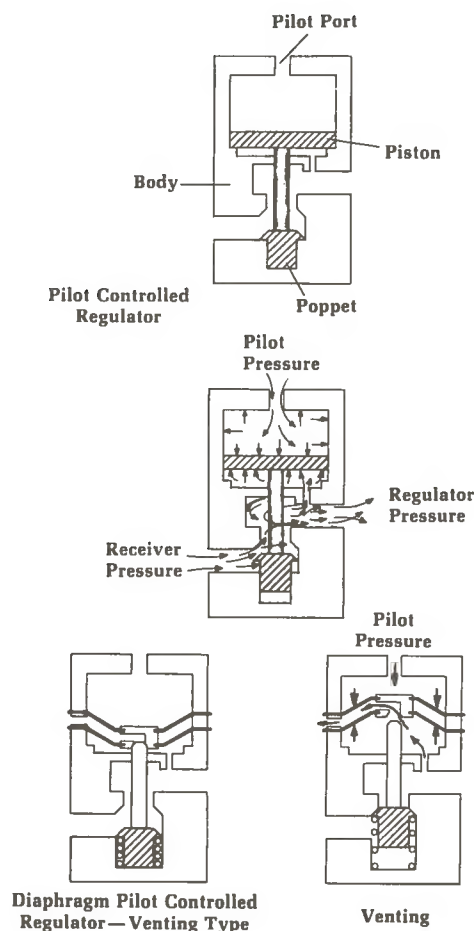 Pilot Port
Piston
Body
Poppet
Pilot Controlled
Regulator
Pilot
Pressure
Regulator
Pressure
Receiver
Pressure
Pilot
Pressure
Diaphragm Pilot Controlled
Regulator—Venting Type
Venting